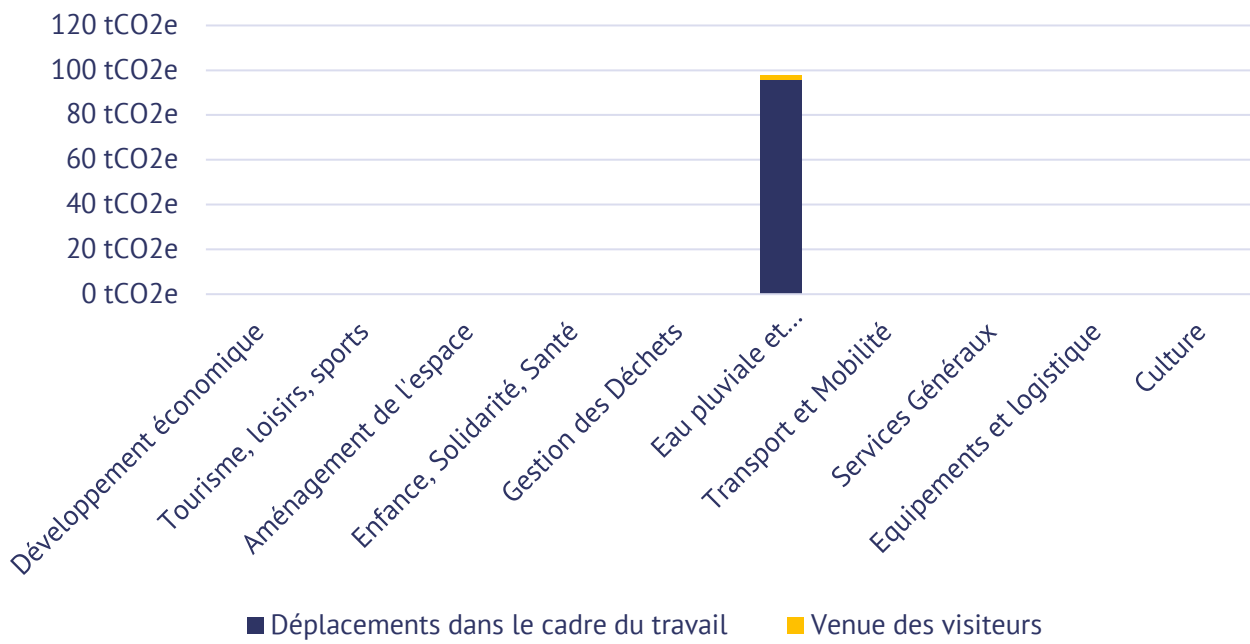 120 tCO2e
100 tCO2e
80 tCO2e
60 tCO2e
40 tCO2e
20 tCO2e
0 tCO2e
Développement économique
Tourisme, loisirs, sports
Aménagement de l'espace
Enfance, Solidarité, Santé
Gestion des Déchets
Eau pluviale et...
Transport et Mobilité
Services Généraux
Equipements et logistique
Culture
Déplacements dans le cadre du travail
Venue des visiteurs